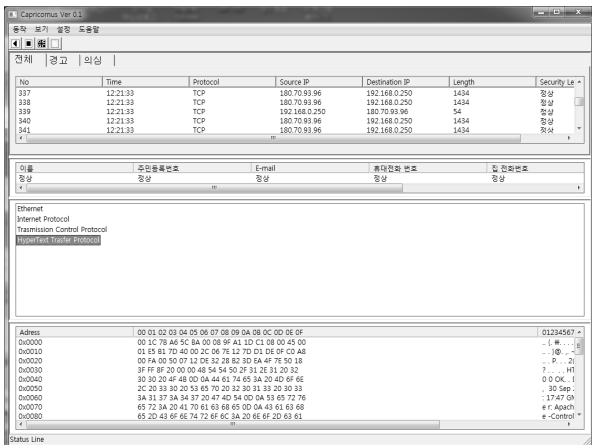 Capricornus Ver 0.1
동작 보기 설정 도움말
전체 경고 의심
No Time Protocol Source IP Destination IP Length Security Le
337 12:21:33 TCP 180.70.93.96 192.168.0.250 1434 정상
338 12:21:33 TCP 180.70.93.96 192.168.0.250 1434 정상
339 12:21:33 TCP 192.168.0.250 180.70.93.96 54 정상
340 12:21:33 TCP 180.70.93.96 192.168.0.250 1434 정상
341 12:21:33 TCP 180.70.93.96 192.168.0.250 1434 정상
이름 주민등록번호 E-mail 휴대전화 번호 집 전화번호
정상 정상 정상 정상 정상
Ethernet
Internet Protocol
Trasmission Control Protocol
HyperText Trasfer Protocol
Adress 00 01 02 03 04 05 06 07 08 09 0A 0B 0C 0D 0E 0F 01234567
0x0000 00 1C 7B A6 5C BA 00 08 9F A1 1D C1 08 00 45 00
0x0010 01 E5 B1 7D 40 00 2C 06 7E 12 7D D1 DE 0F C0 A8
0x0020 00 FA 00 50 07 12 DE 32 28 B2 3D EA 4F 7E 50 18
0x0030 3F FF 8F 20 00 00 48 54 54 50 2F 31 2E 31 20 32
0x0040 30 30 20 4F 4B 0D 0A 44 61 74 65 3A 20 4D 6F 6E
0x0050 2C 20 33 30 20 53 65 70 20 32 30 31 33 20 30 33
0x0060 3A 31 37 3A 34 37 20 47 4D 54 0D 0A 53 65 72 76
0x0070 65 72 3A 20 41 70 61 63 68 65 0D 0A 43 61 63 68
0x0080 65 2D 43 6F 6E 74 72 6F 6C 3A 20 6E 6F 2D 63 61
Status Line